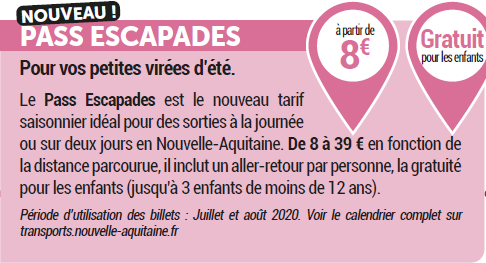 NOUVEAU !
PASS ESCAPADES
à partir de
8€
Gratuit
pour les enfants
Pour vos petites virées d'été.
Le Pass Escapades est le nouveau tarif
saisonnier idéal pour des sorties à la journée
ou sur deux jours en Nouvelle-Aquitaine. De 8 à 39 € en fonction de
la distance parcourue, il inclut un aller-retour par personne, la gratuité
pour les enfants (jusqu'à 3 enfants de moins de 12 ans).
Période d'utilisation des billets : Juillet et août 2020. Voir le calendrier complet sur
transports.nouvelle-aquitaine.fr